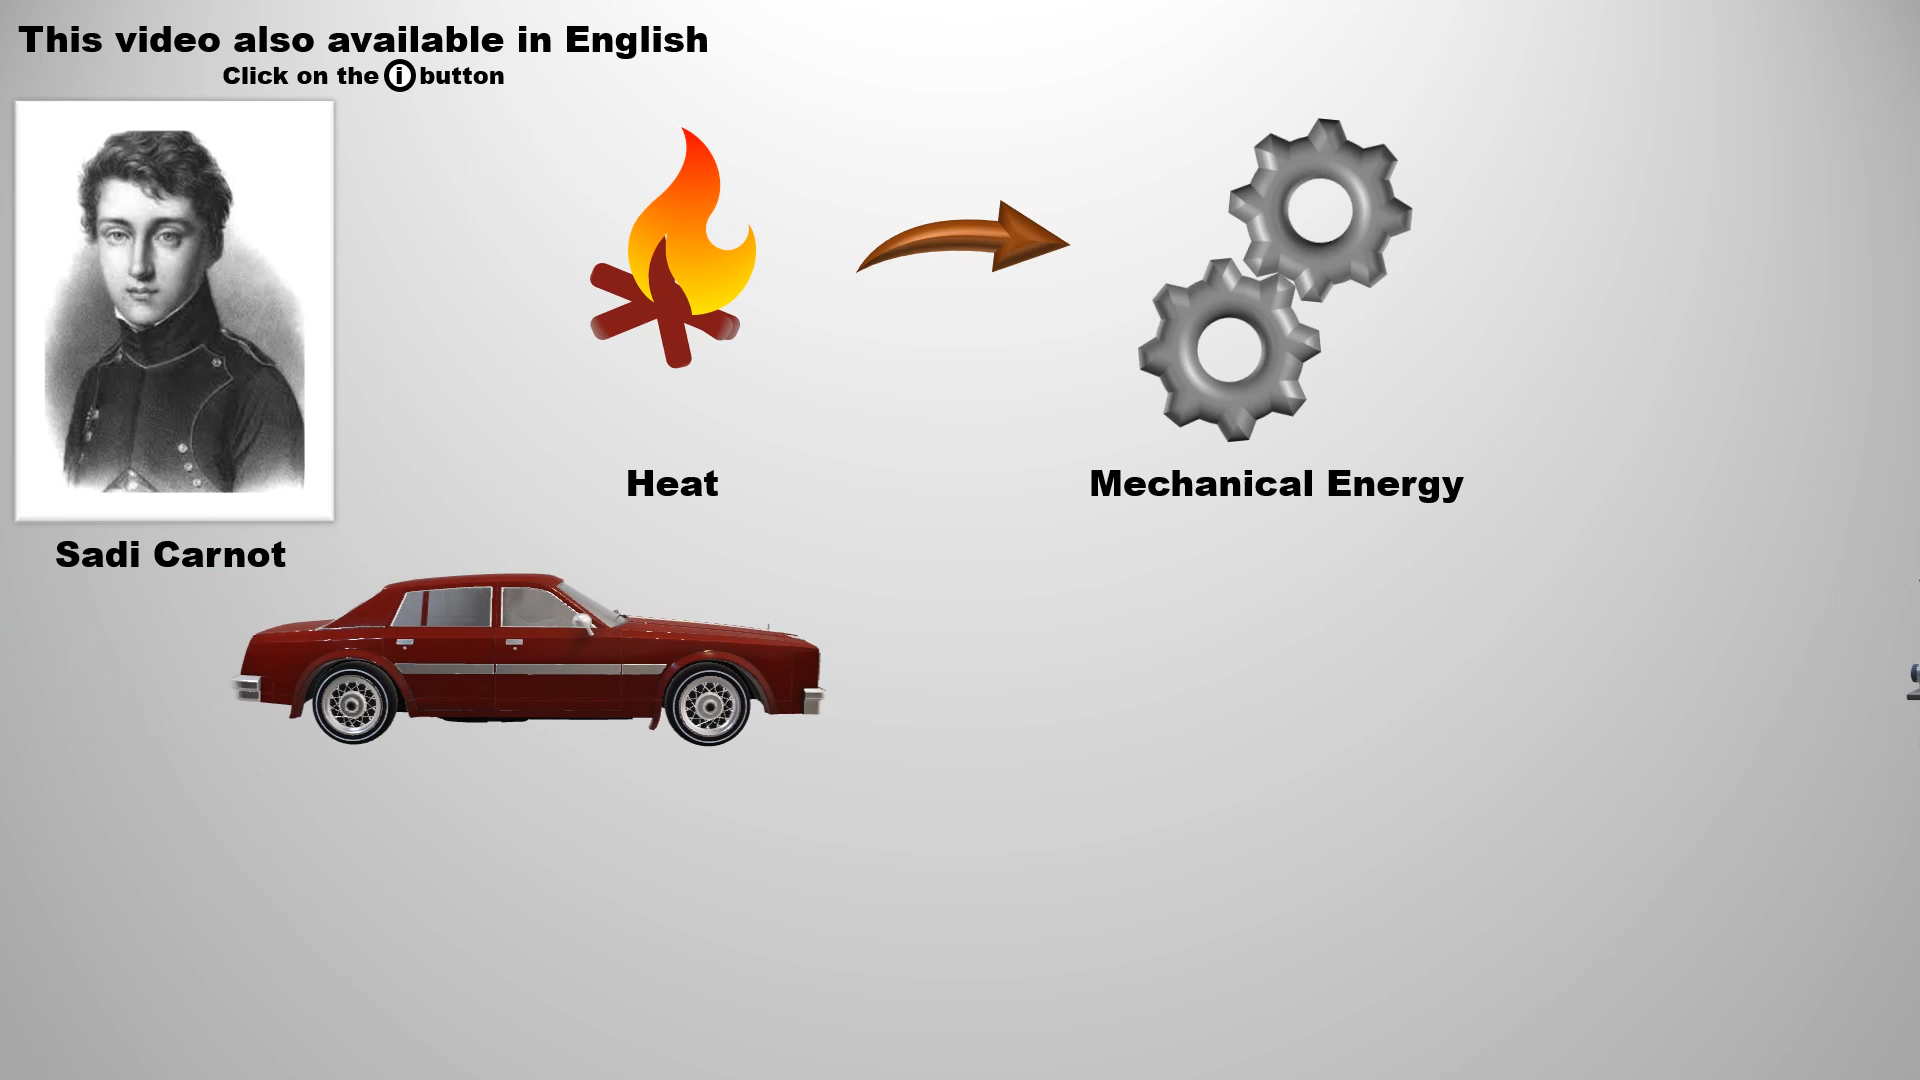 This video also available in English
Click on the i button
Heat
Mechanical Energy
Sadi Carnot